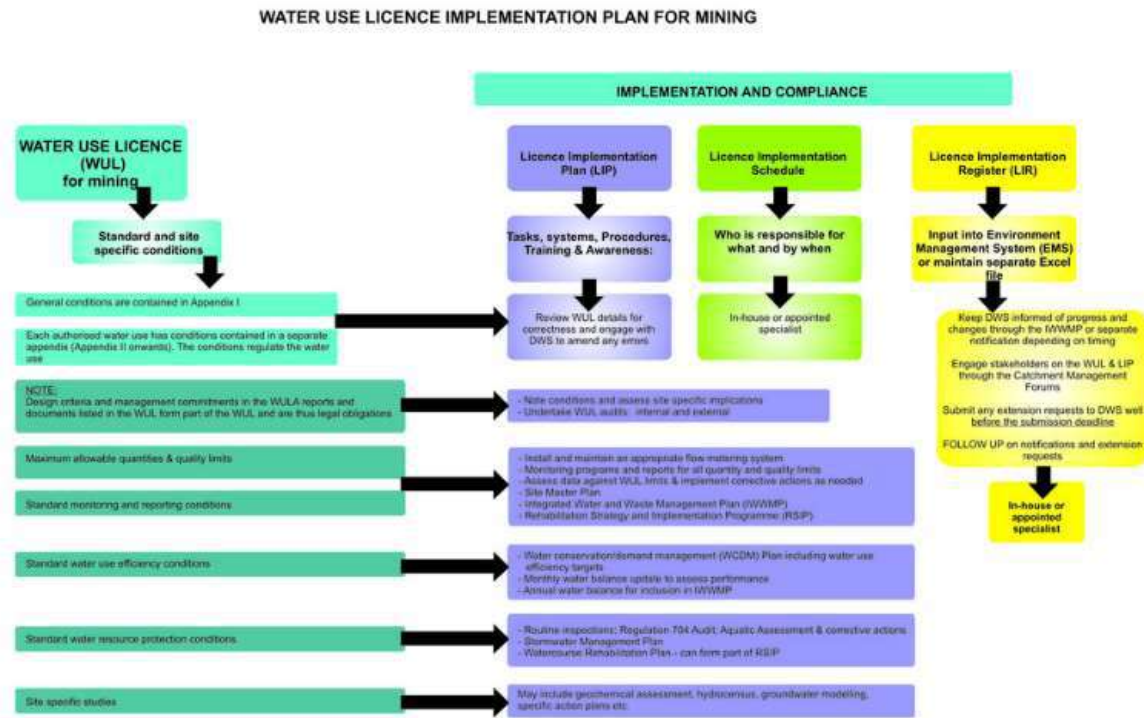 WATER USE LICENCE IMPLEMENTATION PLAN FOR MINING
IMPLEMENTATION AND COMPLIANCE
WATER USE LICENCE
(WUL)
for mining
Standard and site
specific conditions
General conditions are contained in Appendix I
Each authorised water use has conditions contained in a separate
appendix (Appendix II onwards). The conditions regulate the water
use
NOTE:
Design criteria and management commitments in the WULA reports and
documents listed in the WUL form part of the WUL and are thus legal obligations
Maximum allowable quantities & quality limits
Standard monitoring and reporting conditions
Standard water use efficiency conditions
Standard water resource protection conditions
Site specific studies
Licence Implementation
Plan (LIP)
Tasks, systems, Procedures,
Training & Awareness:
Review WUL details for
correctness and engage with
DWS to amend any errors
- Note conditions and assess site specific implications
- Undertake WUL audits: internal and external
- Install and maintain an appropriate flow metering system
- Monitoring programs and reports for all quantity and quality limits
- Assess data against WUL limits & implement corrective actions as needed
- Site Master Plan
- Integrated Water and Waste Management Plan (IWWMP)
- Rehabilitation Strategy and Implementation Programme (RSIP)
- Water conservation/demand management (WCDM) Plan including water use
efficiency targets
- Monthly water balance update to assess performance
- Annual water balance for inclusion in IWWMP
- Routine inspections; Regulation 704 Audit; Aquatic Assessment & corrective actions
- Stormwater Management Plan
- Watercourse Rehabilitation Plan - can form part of RSIP
May include geochemical assessment, hydrocensus, groundwater modelling,
specific action plans etc
Licence Implementation
Schedule
Who is responsible for
what and by when
In-house or appointed
specialist
Licence Implementation
Register (LIR)
Input into Environment
Management System (EMS)
or maintain separate Excel
file
Keep DWS informed of progress and
changes through the IWWMP or separate
notification depending on timing
Engage stakeholders on the WUL & LIP
through the Catchment Management
Forums
Submit any extension requests to DWS well
before the submission deadline
FOLLOW UP on notifications and extension
requests
In-house or
appointed
specialist